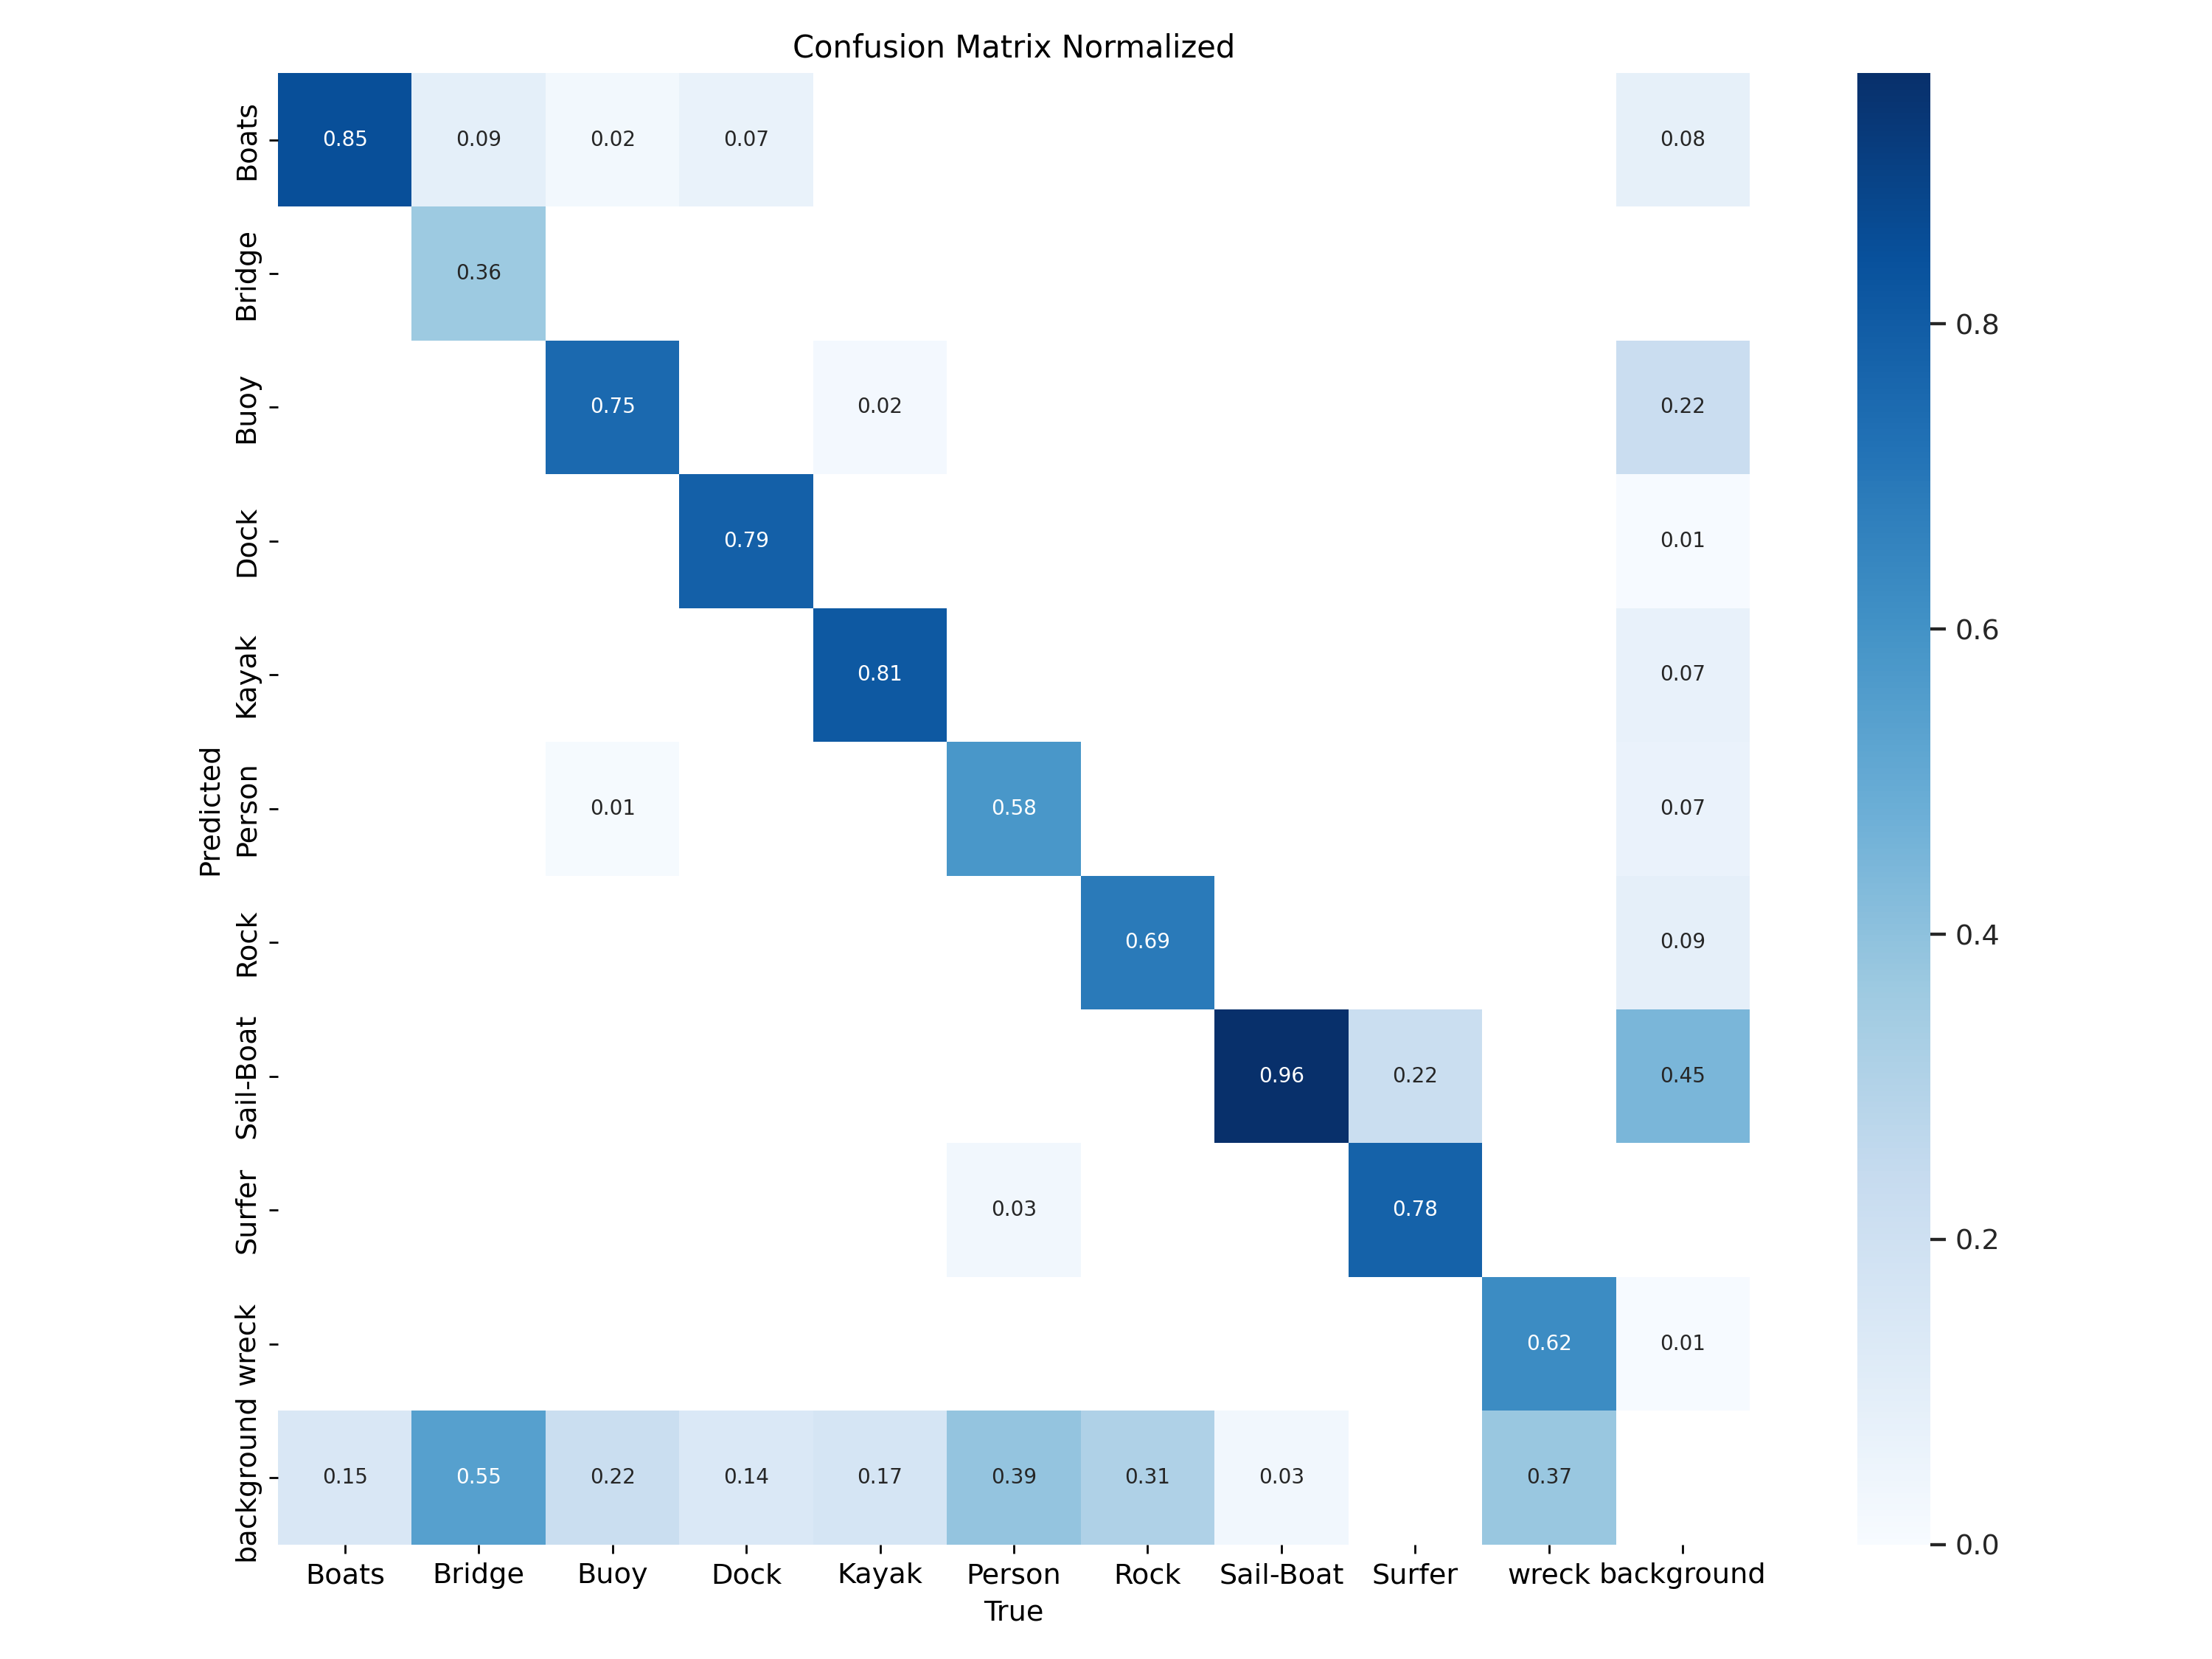 Confusion Matrix Normalized
Boats 0.85 0.09 0.02 0.07 0.08
Bridge 0.36
Buoy 0.75 0.02 0.22
Dock 0.79 0.01
Kayak 0.81 0.07
Person 0.01 0.58 0.07
Rock 0.69 0.09
Sail-Boat 0.96 0.22 0.45
Surfer 0.03 0.78
wreck 0.62 0.01
background 0.15 0.55 0.22 0.14 0.17 0.39 0.31 0.03 0.37
Predicted
Boats Bridge Buoy Dock Kayak Person Rock Sail-Boat Surfer wreck background
True
0.8
0.6
0.4
0.2
0.0